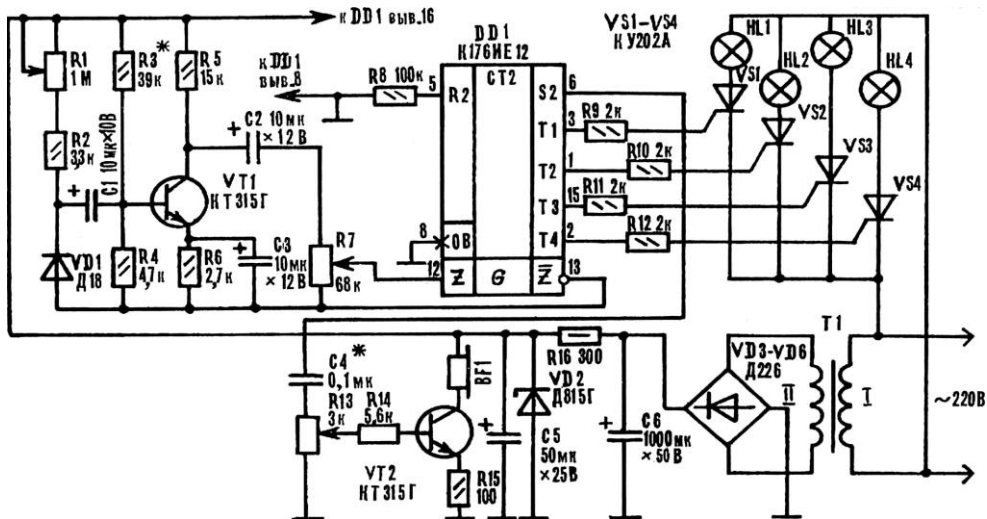 к DD1 выв.16
R1
1 М
R3*
39к
R5
15к
R2
3,3к
C1 10мк×10В
+
VT1
КТ315Г
C2 10мк
× 12 В
+
к DD1
выв.8
R8 100к
DD1
К176ИЕ12
5
R2
CT2
S2
6
T1
3
T2
1
T3
15
T4
2
8
0В
12
Z
G
Z
13
VD1
Д18
R4
4,7к
R6
2,7к
+
C3
10мк
× 12 В
R7
68к
R9 2к
R10 2к
R11 2к
R12 2к
VS1-VS4
КУ202А
HL1
HL2
HL3
HL4
VS1
VS2
VS3
VS4
C4*
0,1мк
R13
3к
R14
5,6к
VT2
КТ315Г
BF1
R15
100
+
C5
50мк
×25В
VD2
Д815Г
R16 300
+
C6
1000мк
× 50 В
VD3-VD6
Д226
T1
II
I
~220В